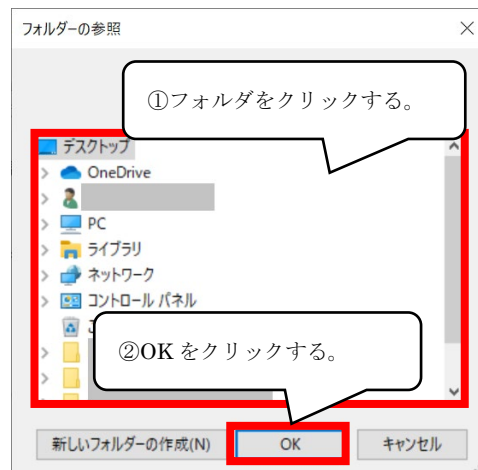 フォルダーの参照
①フォルダをクリックする。
デスクトップ
OneDrive
PC
ライブラリ
ネットワーク
コントロール パネル
②OK をクリックする。
新しいフォルダーの作成(N)
OK
キャンセル